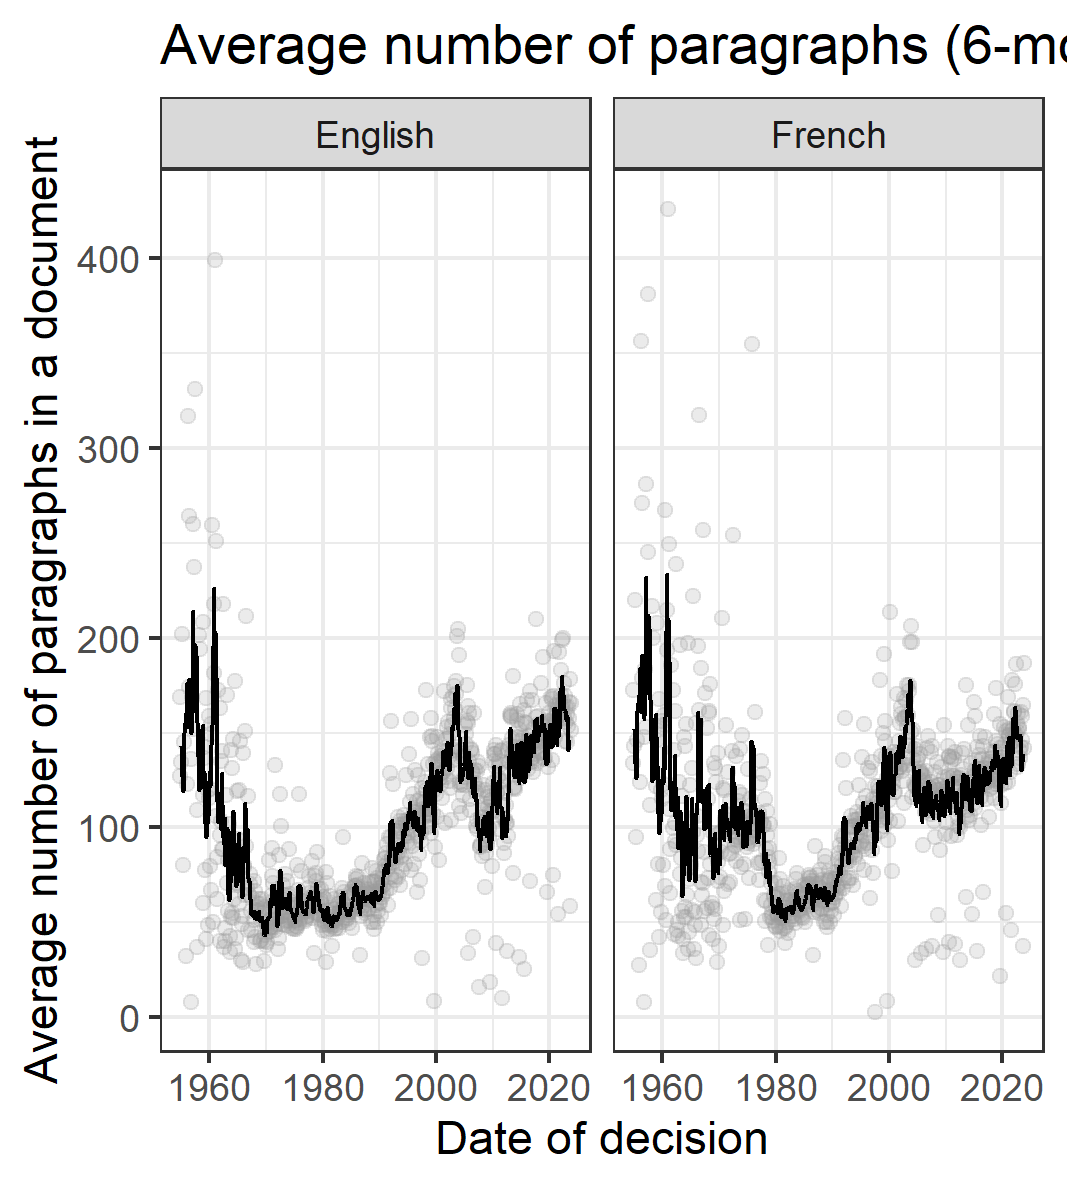 Average number of paragraphs (6-mo
English
French
Average number of paragraphs in a document
400
300
200
100
0
1960 1980 2000 2020 1960 1980 2000 2020
Date of decision